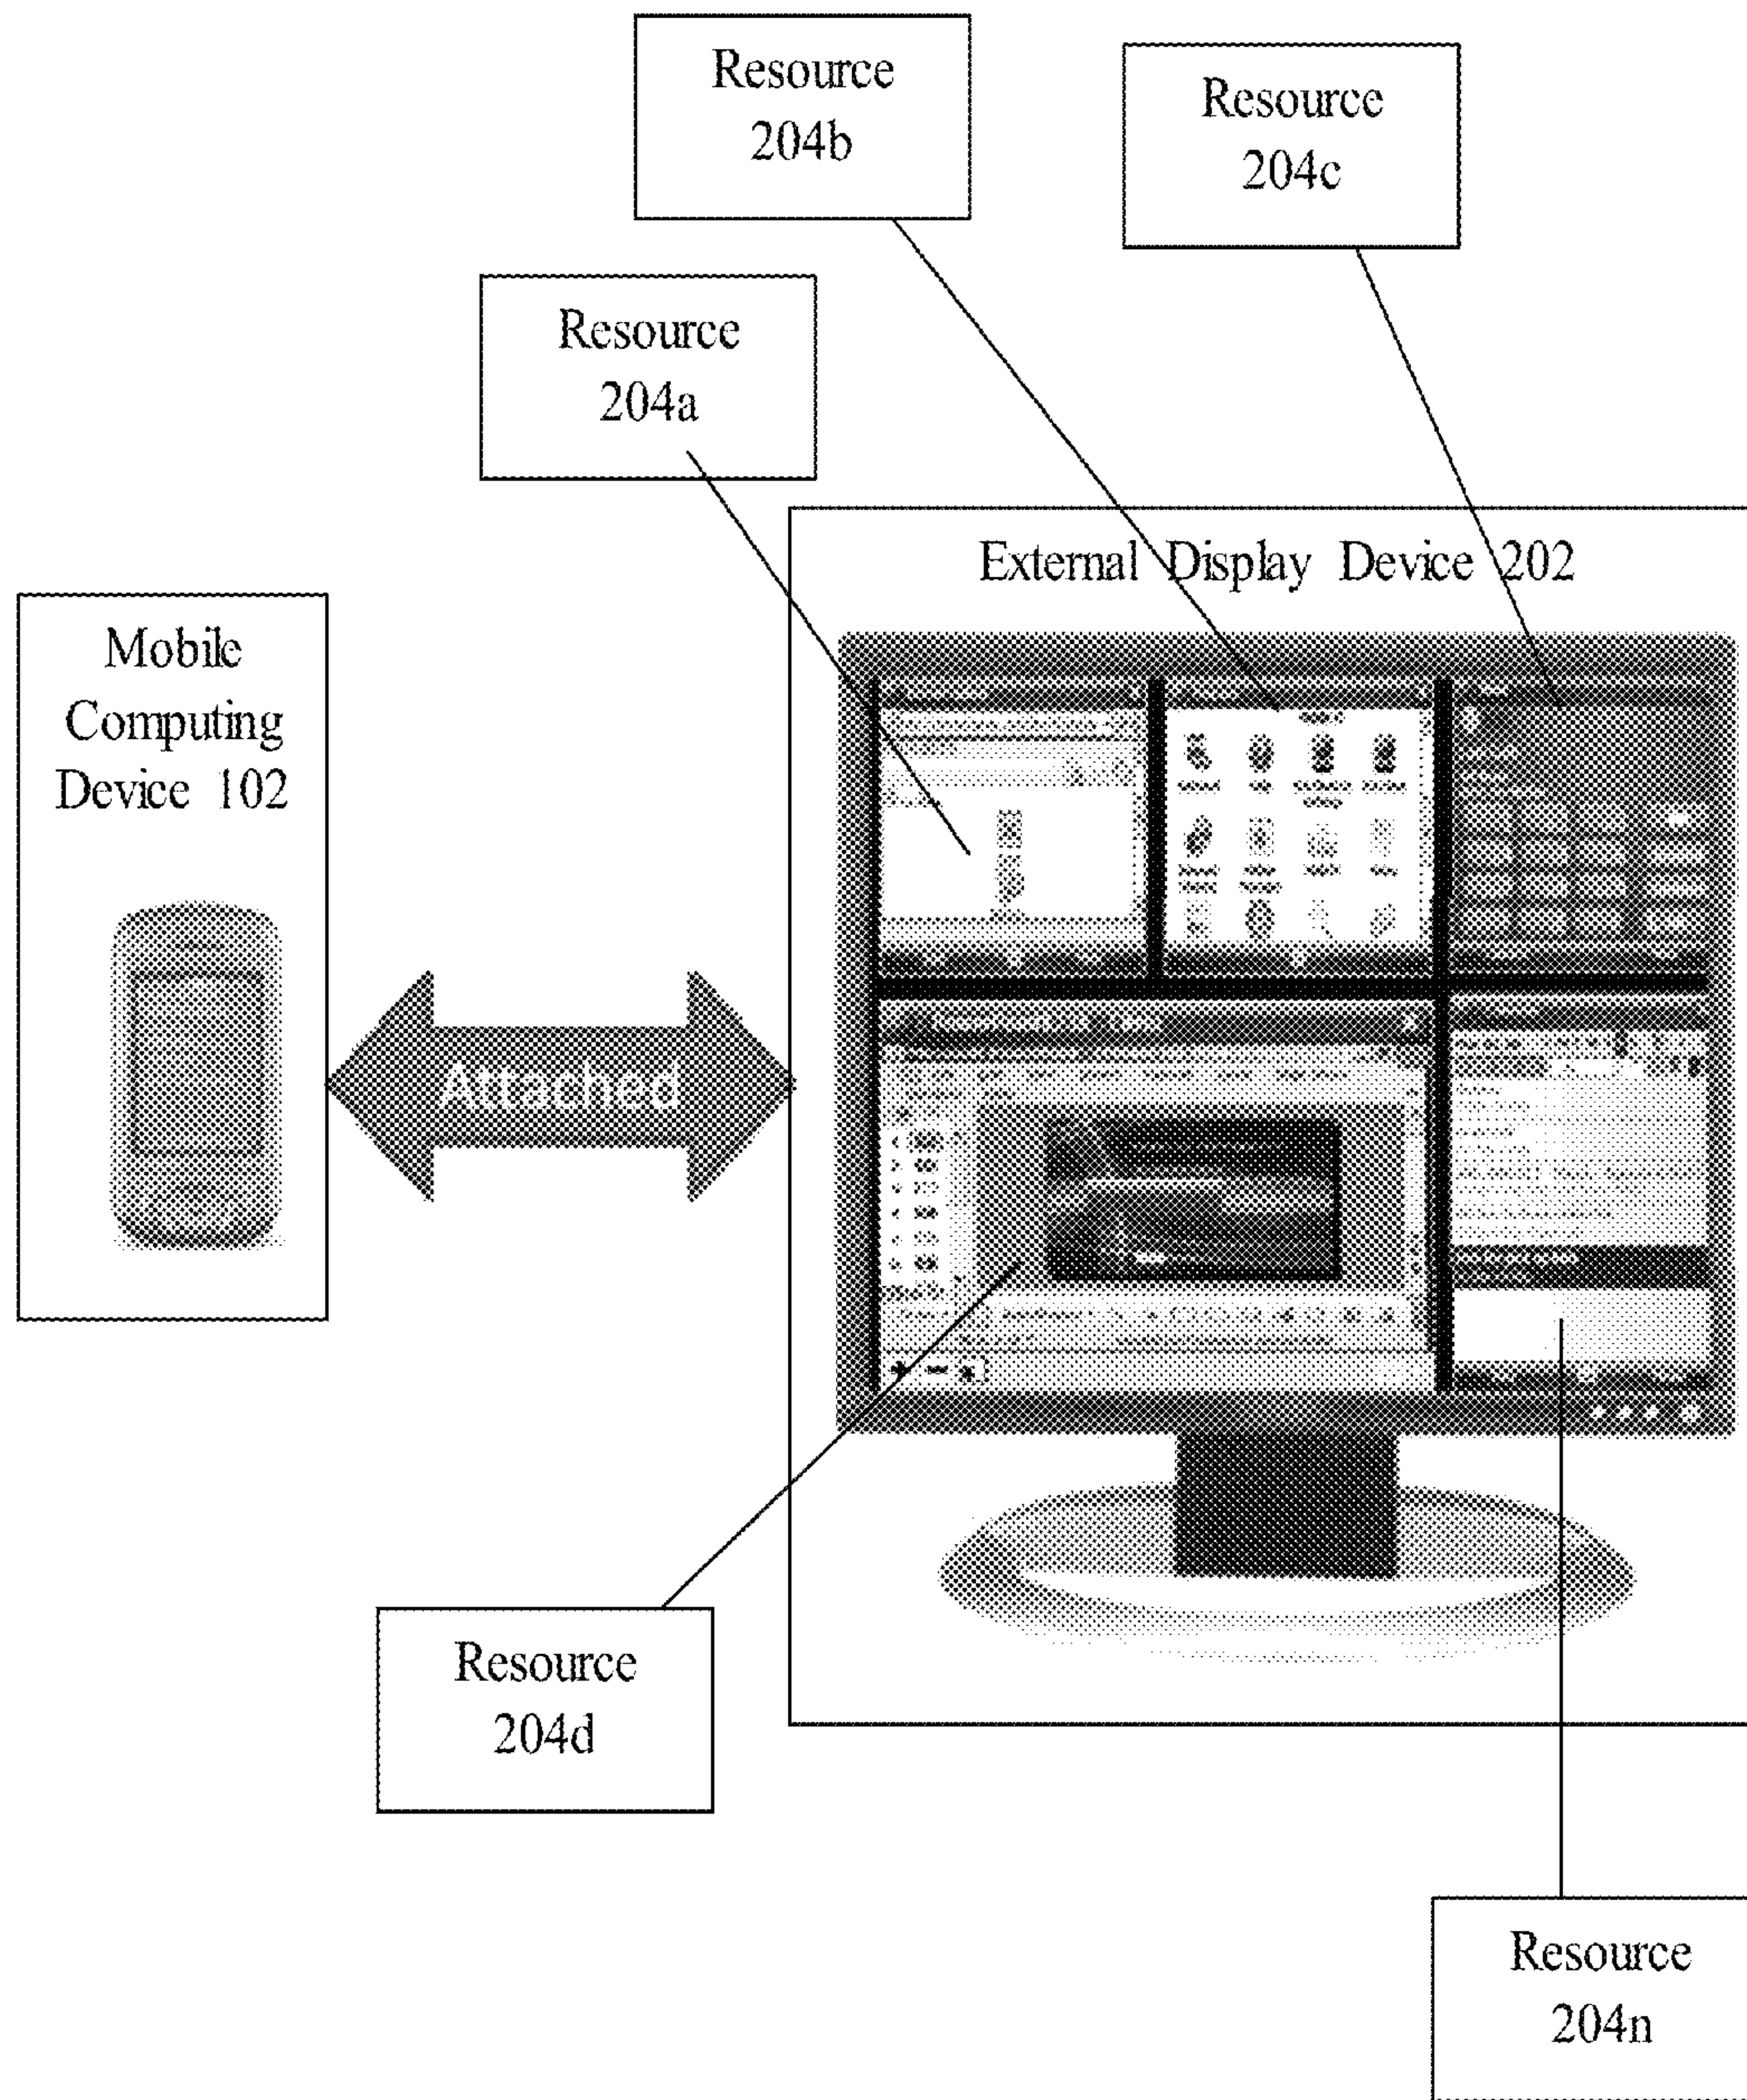 Resource
204b
Resource
204c
Resource
204a
External Display Device 202
Mobile
Computing
Device 102
Attached
Resource
204d
Resource
204n